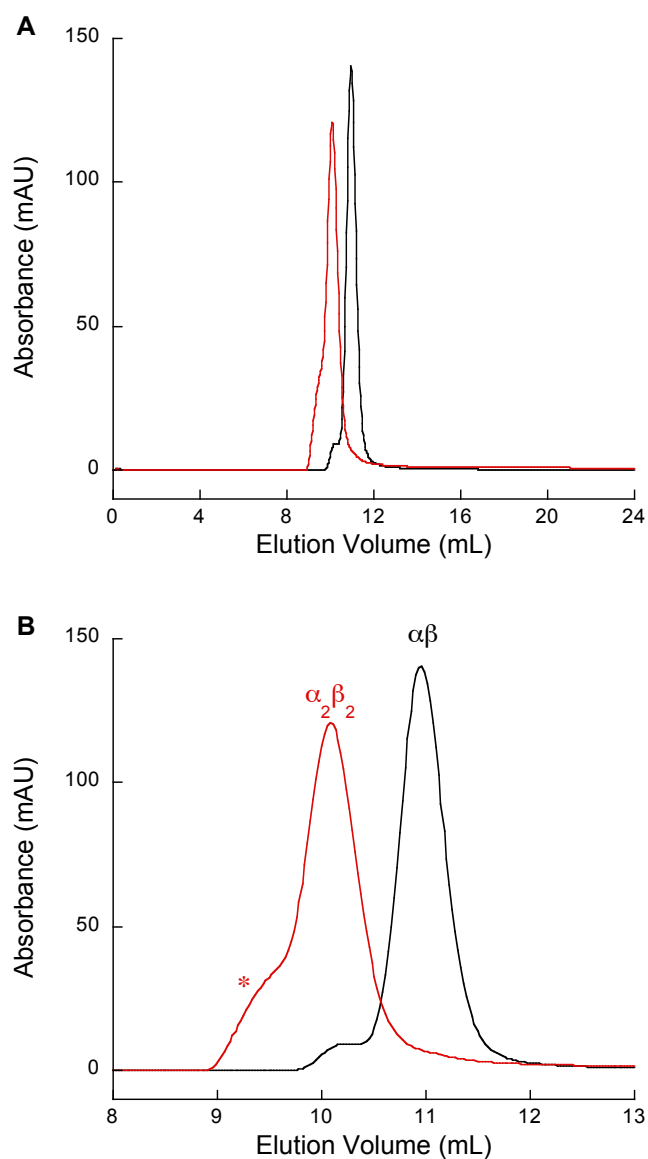 A
150
100
50
0
Absorbance (mAU)
0 4 8 12 16 20 24
Elution Volume (mL)
B
αβ
α₂β₂
*
150
100
50
0
Absorbance (mAU)
8 9 10 11 12 13
Elution Volume (mL)